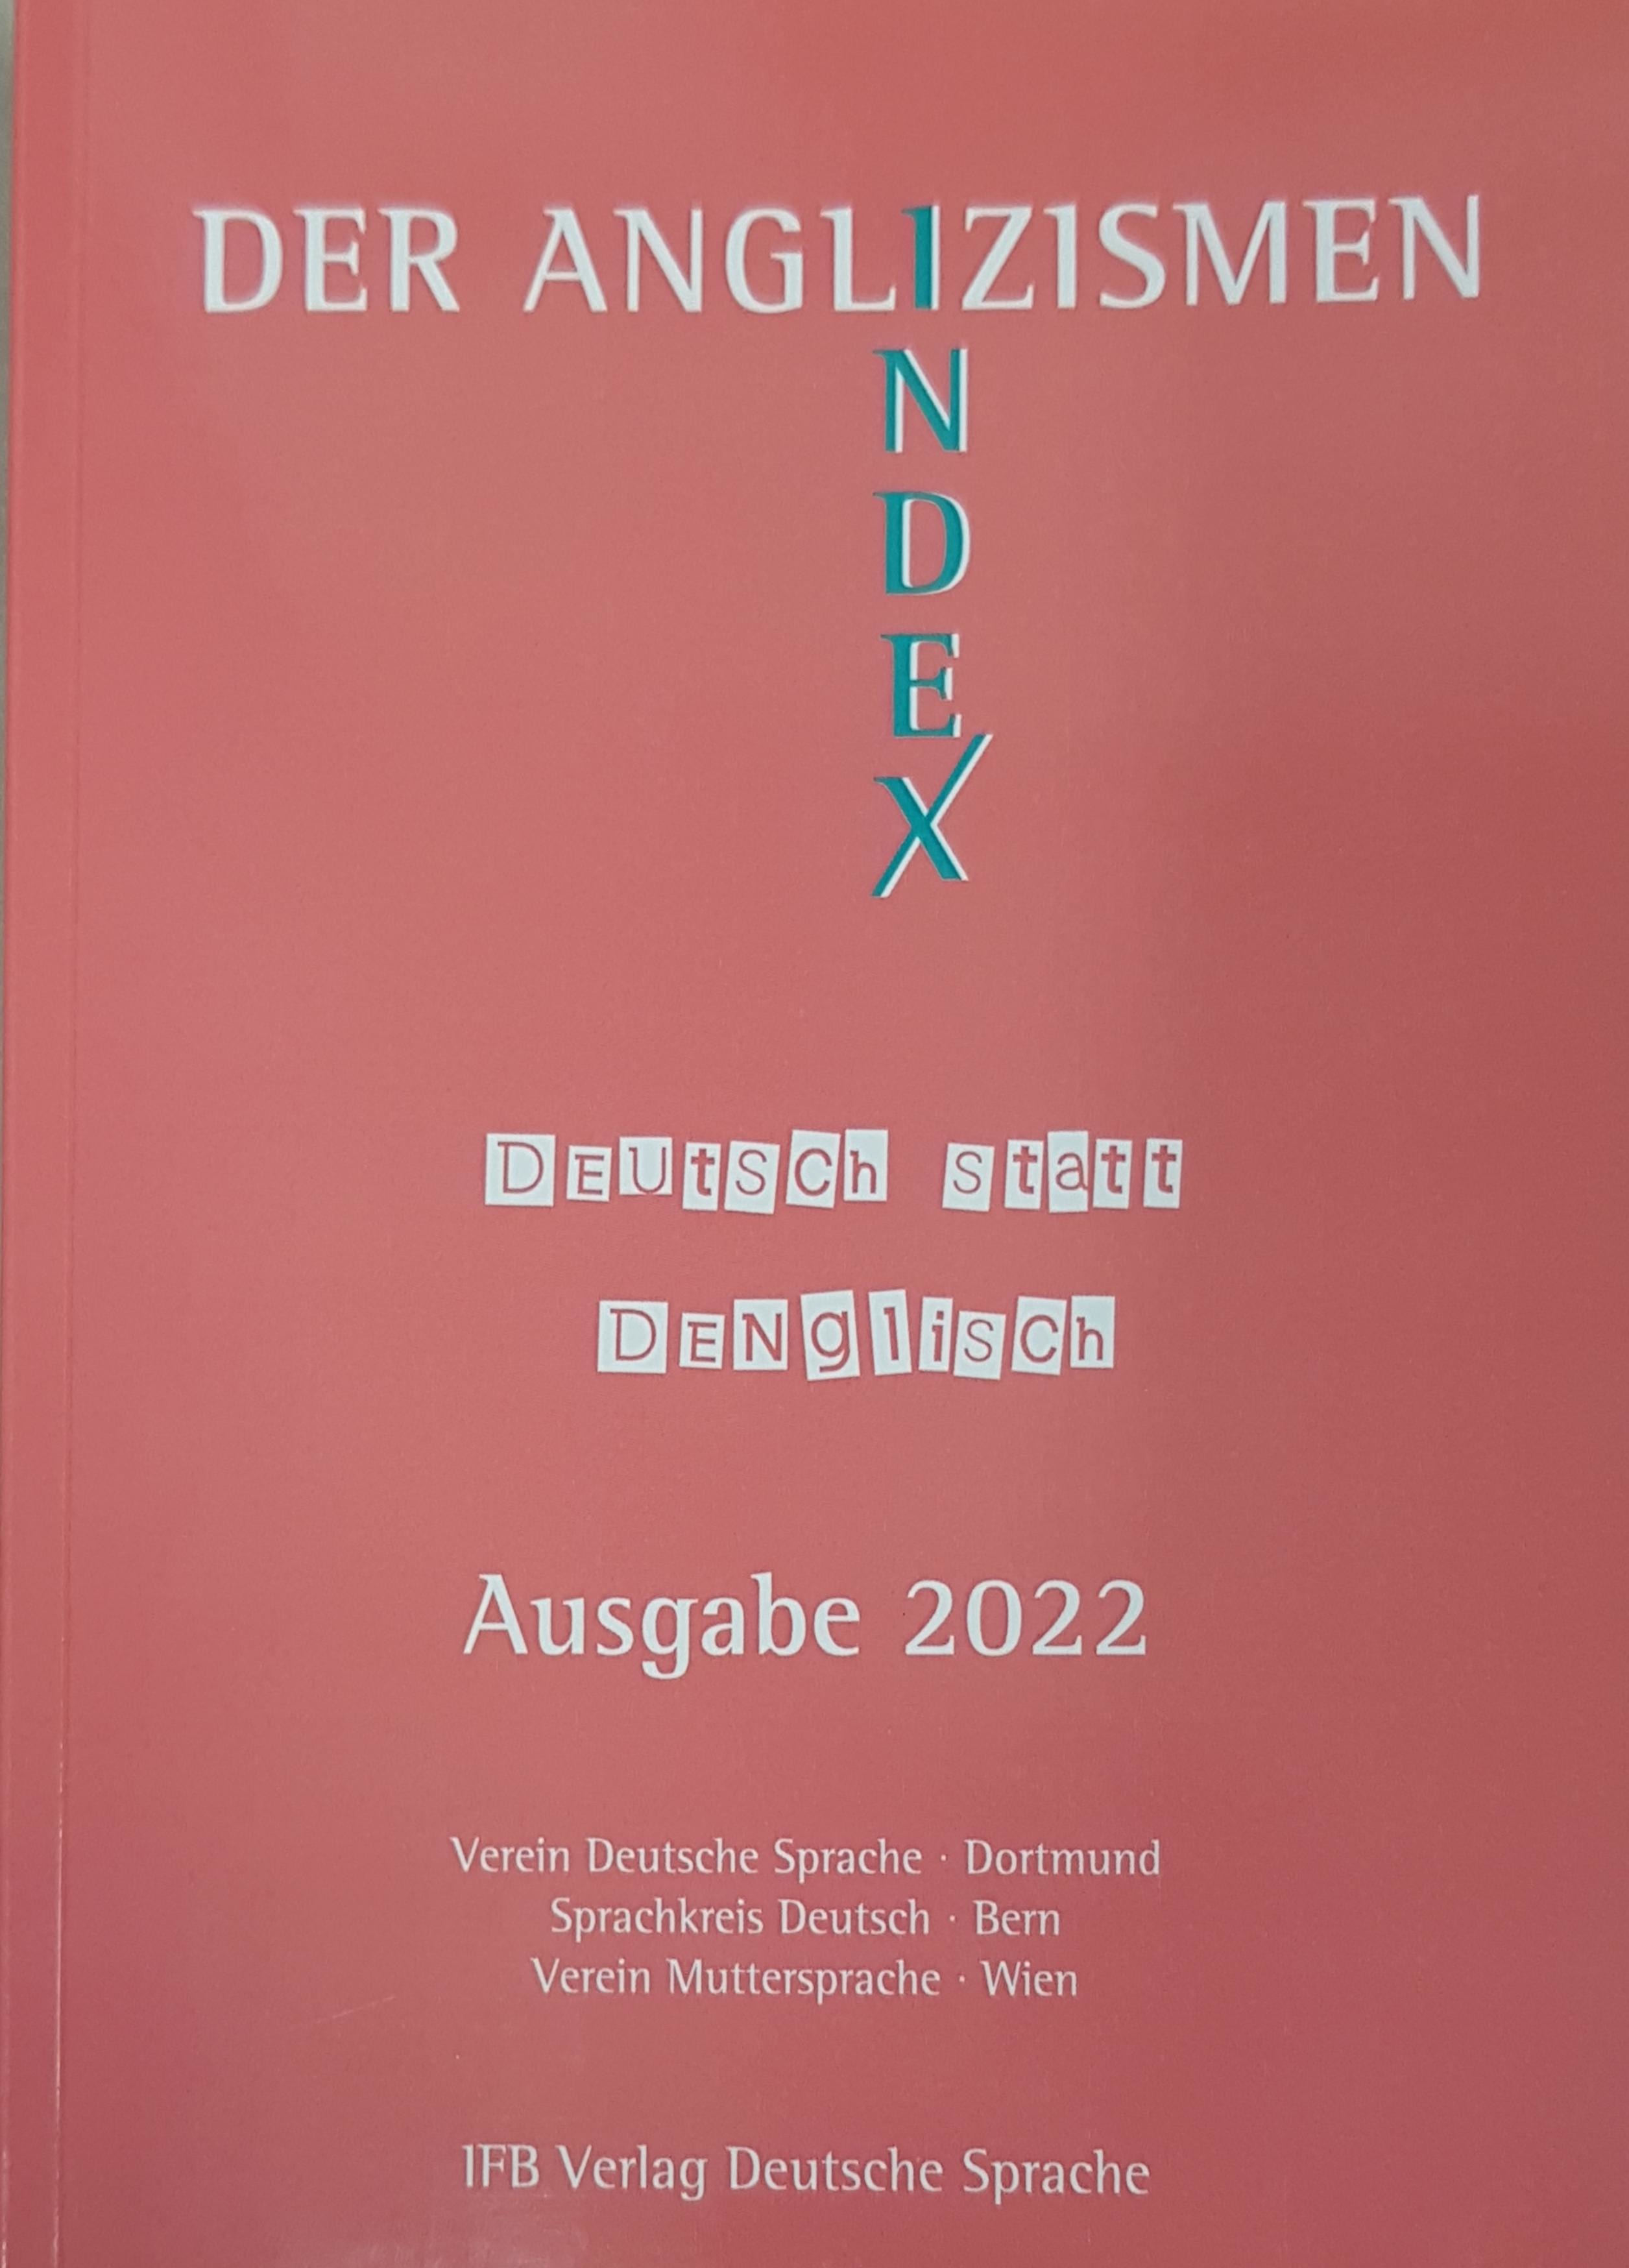 DER ANGLIZISMEN
INDEX
Deutsch statt
Denglisch
Ausgabe 2022
Verein Deutsche Sprache · Dortmund
Sprachkreis Deutsch · Bern
Verein Muttersprache · Wien
IFB Verlag Deutsche Sprache